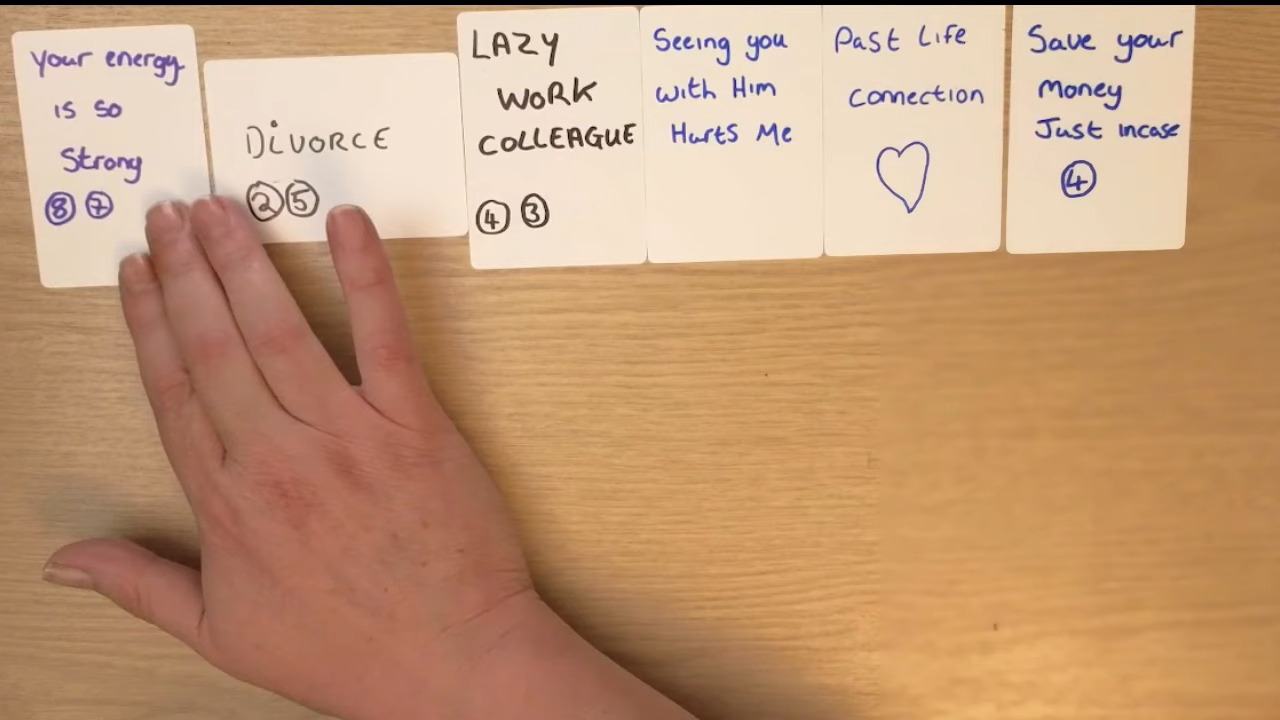 Your energy
is so
Strong
8 7
DiVORCE
2 5
LAZY
WORK
COLLEAGUE
4 3
Seeing you
with Him
Hurts Me
Past Life
connection
Save your
Money
Just incase
4